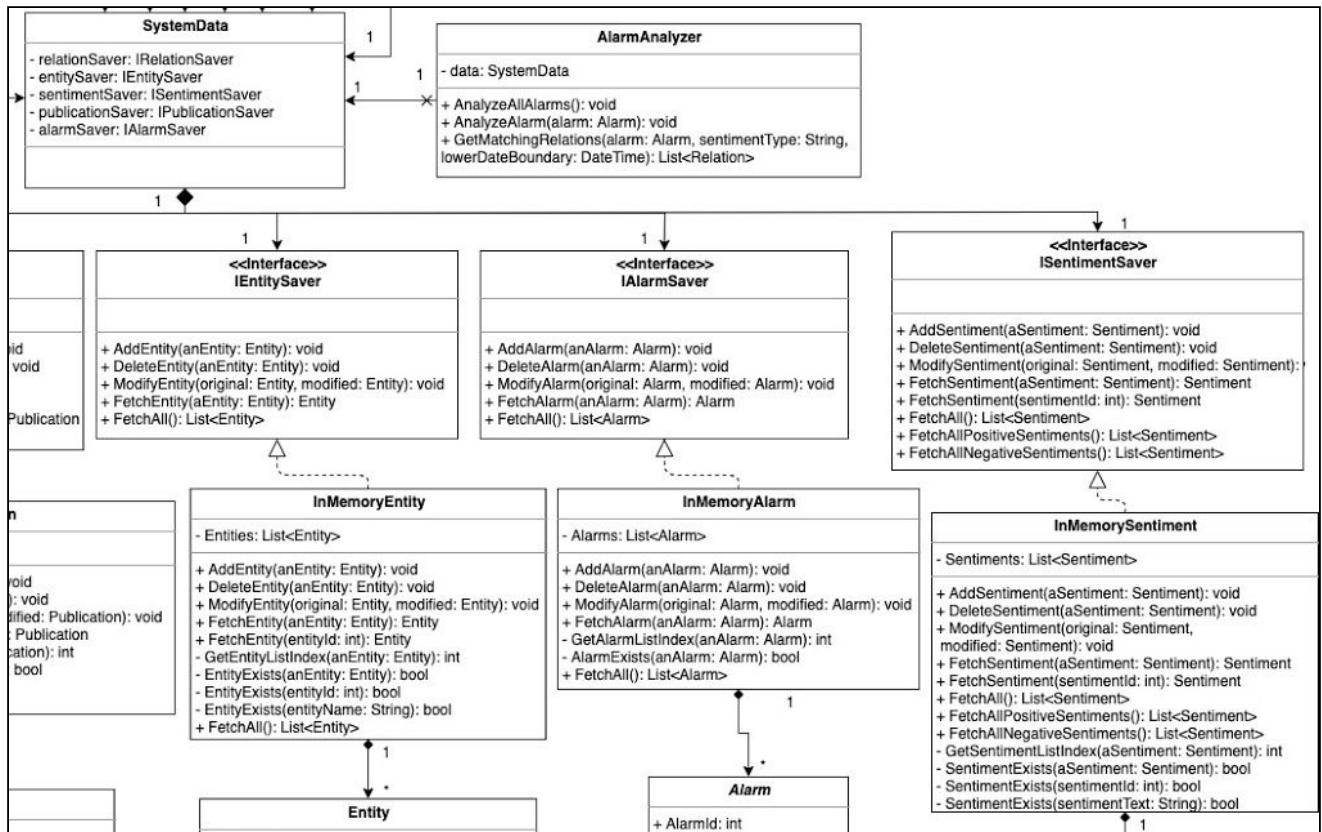 SystemData
- relationSaver: IRelationSaver
- entitySaver: IEntitySaver
- sentimentSaver: ISentimentSaver
- publicationSaver: IPublicationSaver
- alarmSaver: IAlarmSaver
1
1
1
AlarmAnalyzer
- data: SystemData
+ AnalyzeAllAlarms(): void
+ AnalyzeAlarm(alarm: Alarm): void
+ GetMatchingRelations(alarm: Alarm, sentimentType: String,
lowerDateBoundary: DateTime): List<Relation>
1
1
1
1
<<Interface>>
IEntitySaver
+ AddEntity(anEntity: Entity): void
+ DeleteEntity(anEntity: Entity): void
+ ModifyEntity(original: Entity, modified: Entity): void
+ FetchEntity(aEntity: Entity): Entity
+ FetchAll(): List<Entity>
<<Interface>>
IAlarmSaver
+ AddAlarm(anAlarm: Alarm): void
+ DeleteAlarm(anAlarm: Alarm): void
+ ModifyAlarm(original: Alarm, modified: Alarm): void
+ FetchAlarm(anAlarm: Alarm): Alarm
+ FetchAll(): List<Alarm>
<<Interface>>
ISentimentSaver
+ AddSentiment(aSentiment: Sentiment): void
+ DeleteSentiment(aSentiment: Sentiment): void
+ ModifySentiment(original: Sentiment, modified: Sentiment):
+ FetchSentiment(aSentiment: Sentiment): Sentiment
+ FetchSentiment(sentimentId: int): Sentiment
+ FetchAll(): List<Sentiment>
+ FetchAllPositiveSentiments(): List<Sentiment>
+ FetchAllNegativeSentiments(): List<Sentiment>
void
Publication
n
void
): void
dified: Publication): void
: Publication
cation): int
bool
InMemoryEntity
- Entities: List<Entity>
+ AddEntity(anEntity: Entity): void
+ DeleteEntity(anEntity: Entity): void
+ ModifyEntity(original: Entity, modified: Entity): void
+ FetchEntity(anEntity: Entity): Entity
+ FetchEntity(entityId: int): Entity
- GetEntityListIndex(anEntity: Entity): int
- EntityExists(anEntity: Entity): bool
- EntityExists(entityId: int): bool
- EntityExists(entityName: String): bool
+ FetchAll(): List<Entity>
1
*
Entity
InMemoryAlarm
- Alarms: List<Alarm>
+ AddAlarm(anAlarm: Alarm): void
+ DeleteAlarm(anAlarm: Alarm): void
+ ModifyAlarm(original: Alarm, modified: Alarm): void
+ FetchAlarm(anAlarm: Alarm): Alarm
- GetAlarmListIndex(anAlarm: Alarm): int
- AlarmExists(anAlarm: Alarm): bool
+ FetchAll(): List<Alarm>
1
*
Alarm
+ AlarmId: int
InMemorySentiment
- Sentiments: List<Sentiment>
+ AddSentiment(aSentiment: Sentiment): void
+ DeleteSentiment(aSentiment: Sentiment): void
+ ModifySentiment(original: Sentiment,
modified: Sentiment): void
+ FetchSentiment(aSentiment: Sentiment): Sentiment
+ FetchSentiment(sentimentId: int): Sentiment
+ FetchAll(): List<Sentiment>
+ FetchAllPositiveSentiments(): List<Sentiment>
+ FetchAllNegativeSentiments(): List<Sentiment>
- GetSentimentListIndex(aSentiment: Sentiment): int
- SentimentExists(aSentiment: Sentiment): bool
- SentimentExists(sentimentId: int): bool
- SentimentExists(sentimentText: String): bool
1